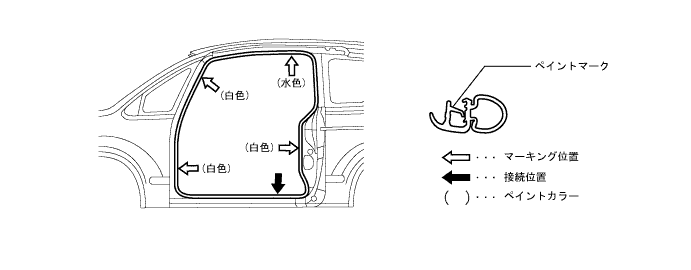 ペイントマーク
(水色)
(白色)
(白色)
(白色)
・・・ マーキング位置
・・・ 接続位置
( )・・・ ペイントカラー